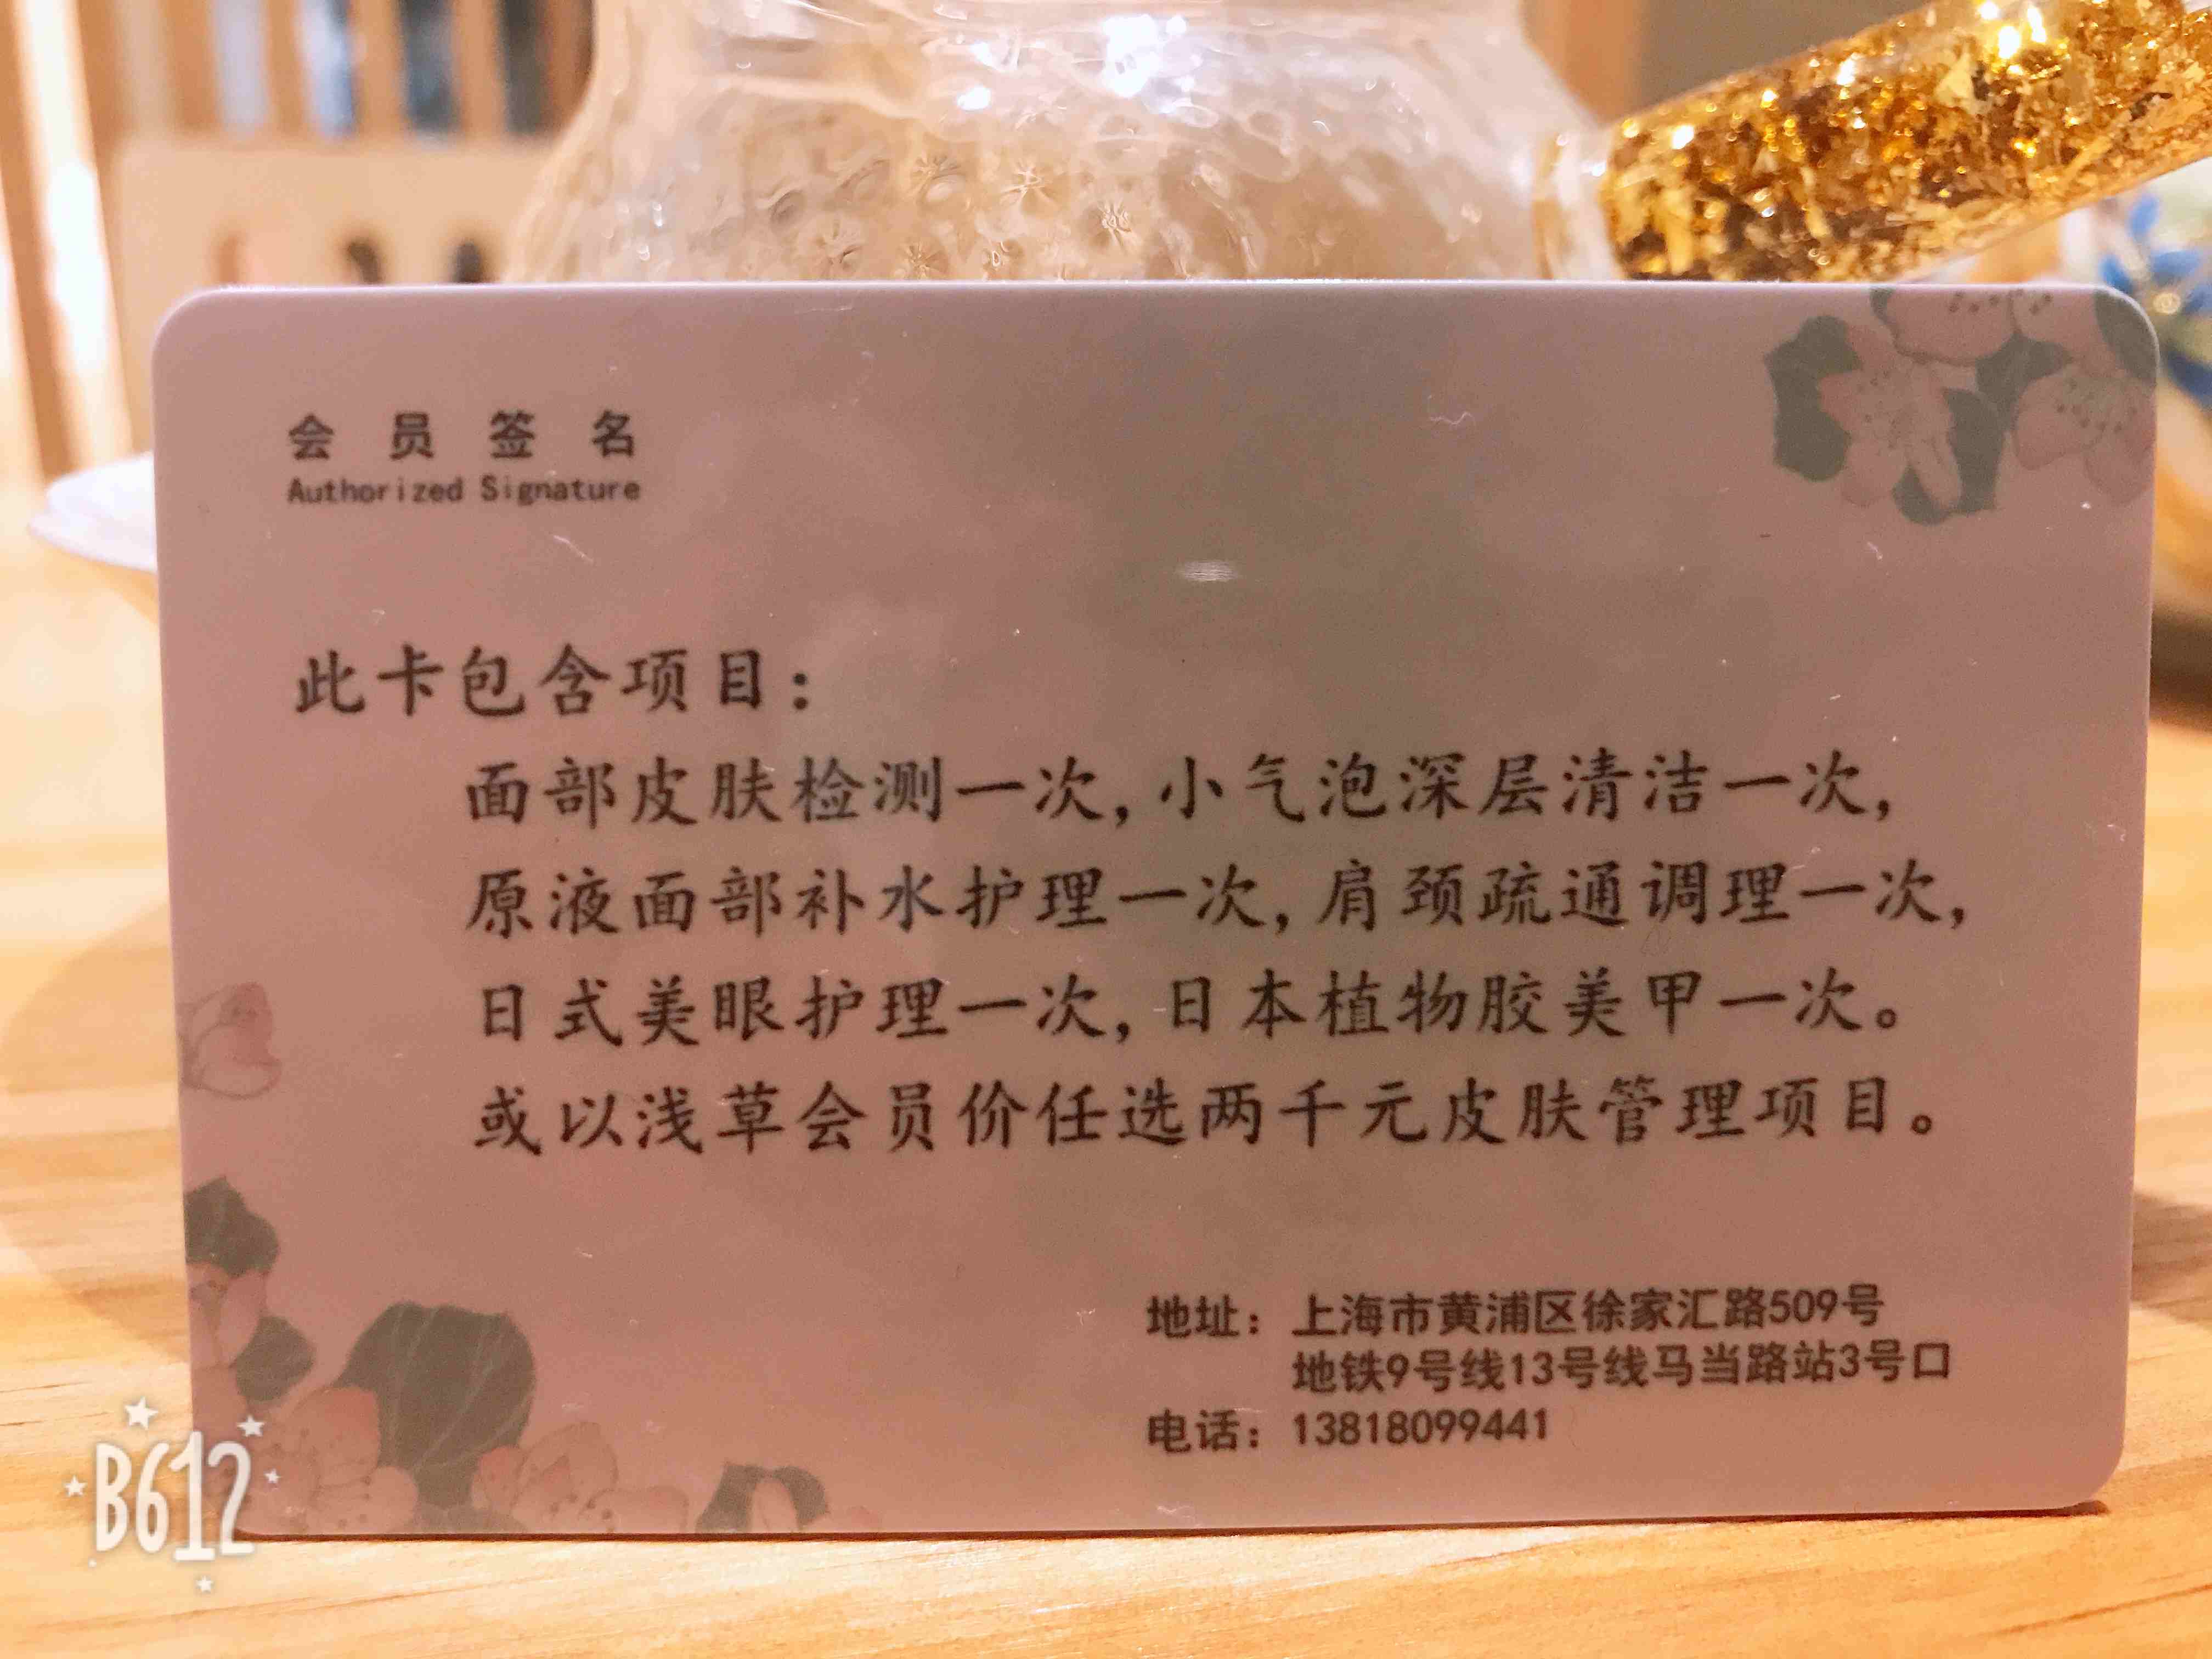 会员签名
Authorized Signature
此卡包含项目：
面部皮肤检测一次，小气泡深层清洁一次，
原液面部补水护理一次，肩颈疏通调理一次，
日式美眼护理一次，日本植物胶美甲一次。
或以浅草会员价任选两千元皮肤管理项目。
地址：上海市黄浦区徐家汇路509号
地铁9号线13号线马当路站3号口
电话：13818099441
B612